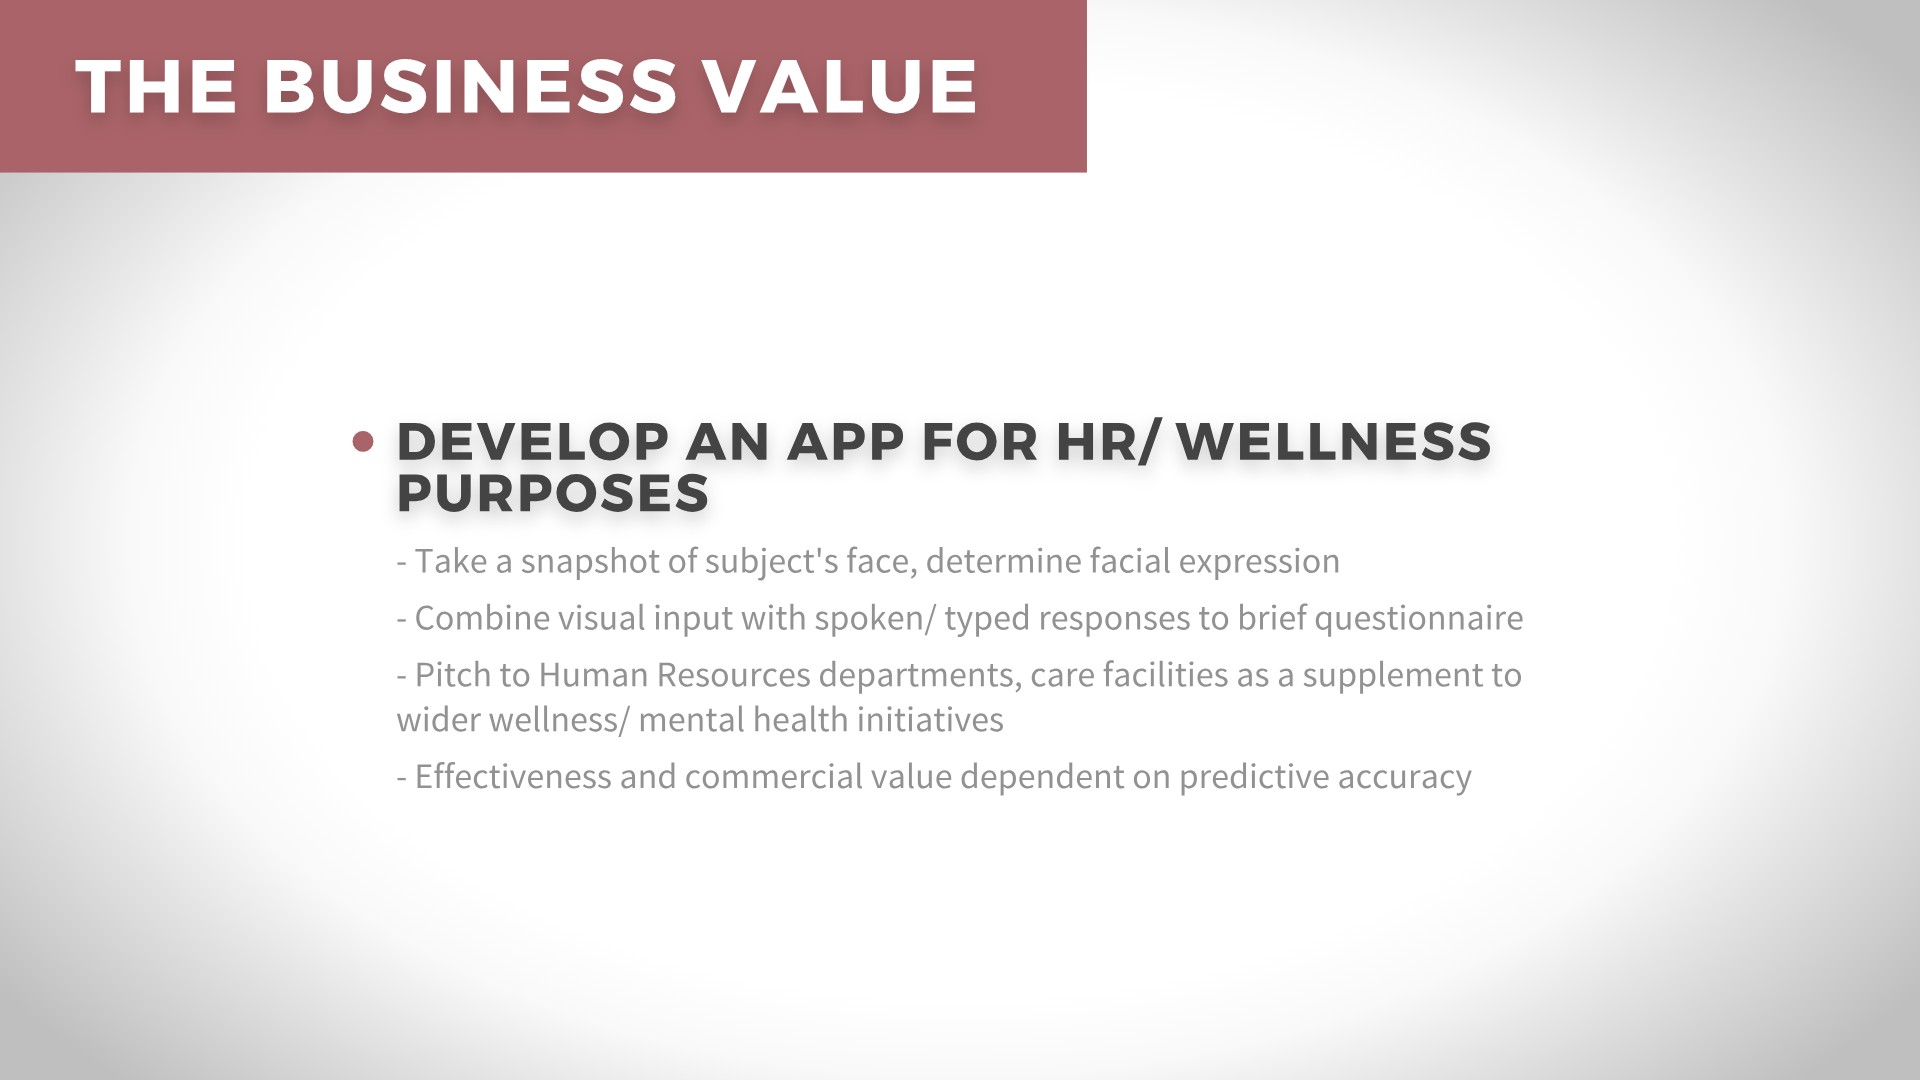 THE BUSINESS VALUE
• DEVELOP AN APP FOR HR/ WELLNESS
PURPOSES
- Take a snapshot of subject's face, determine facial expression
- Combine visual input with spoken/ typed responses to brief questionnaire
- Pitch to Human Resources departments, care facilities as a supplement to
wider wellness/ mental health initiatives
- Effectiveness and commercial value dependent on predictive accuracy